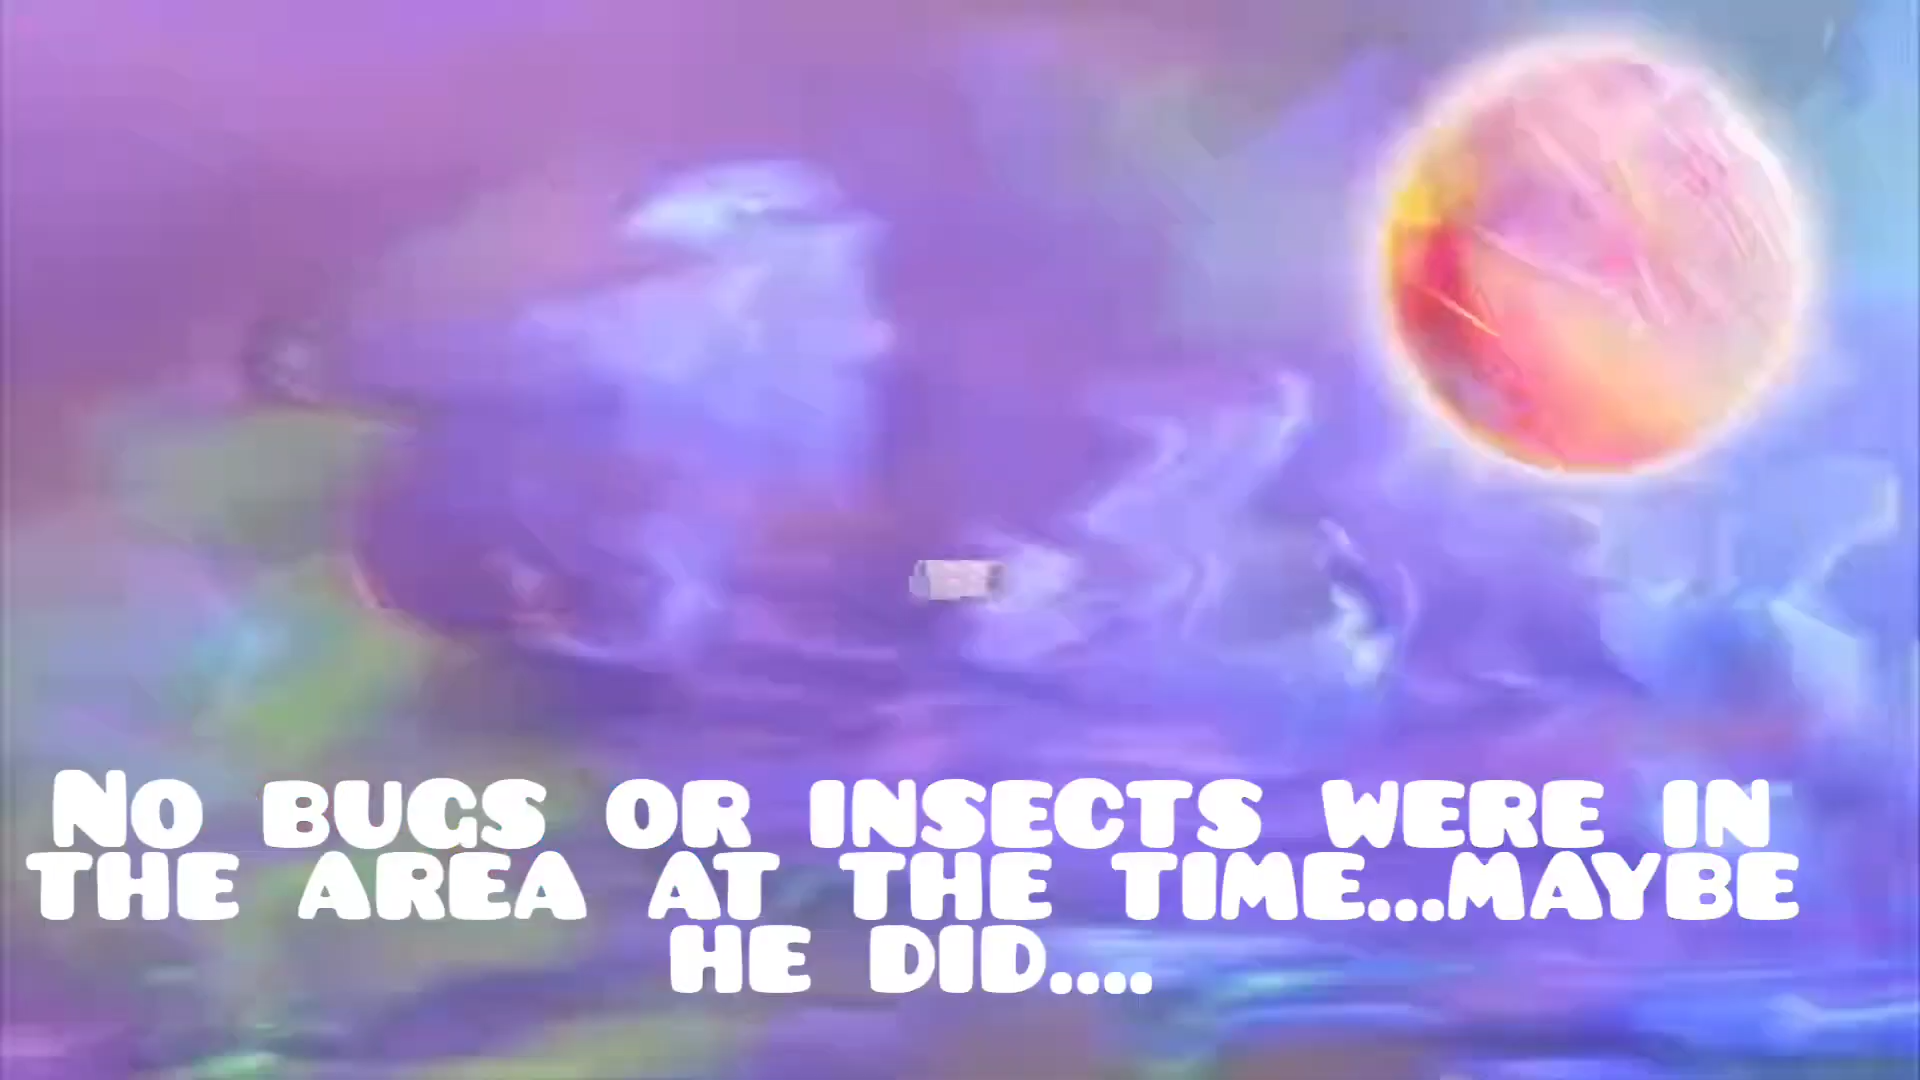 No bugs or insects were in
the area at the time...maybe
he did....